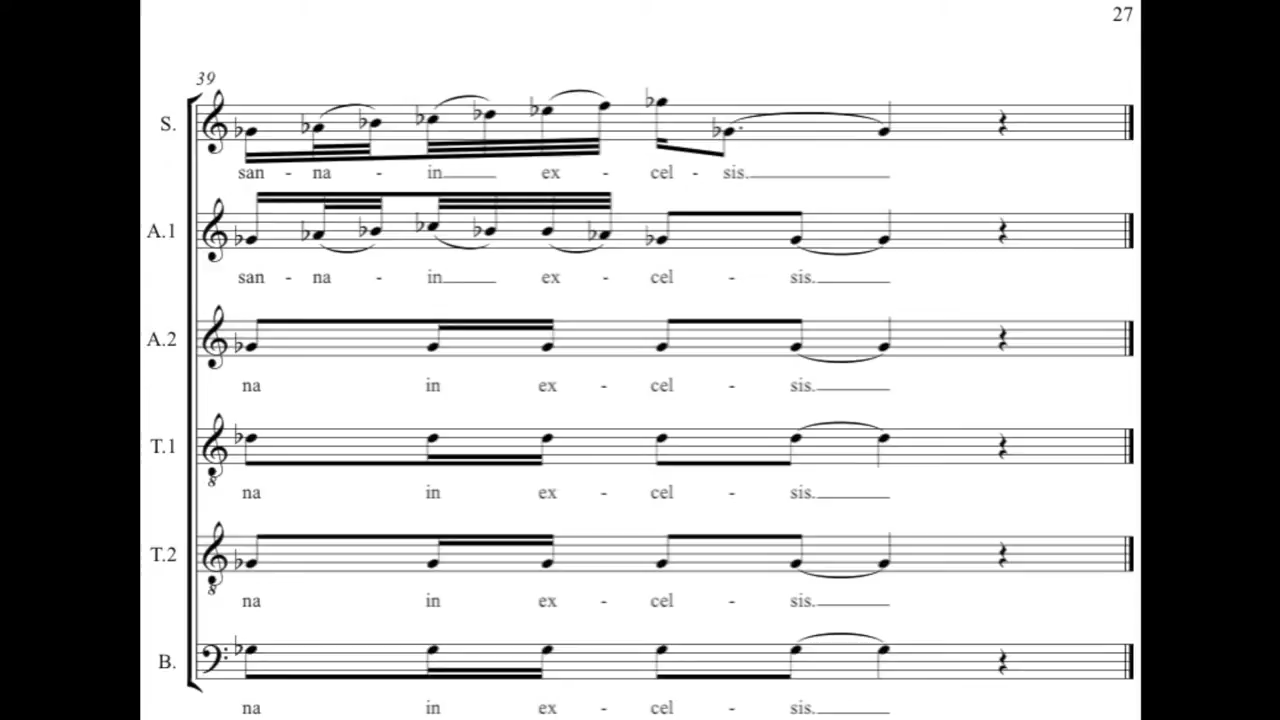 27
39
S.
san - na - in ex - cel - sis.
A.1
san - na - in ex - cel - sis.
A.2
na in ex - cel - sis.
T.1
8
na in ex - cel - sis.
T.2
8
na in ex - cel - sis.
B.
na in ex - cel - sis.